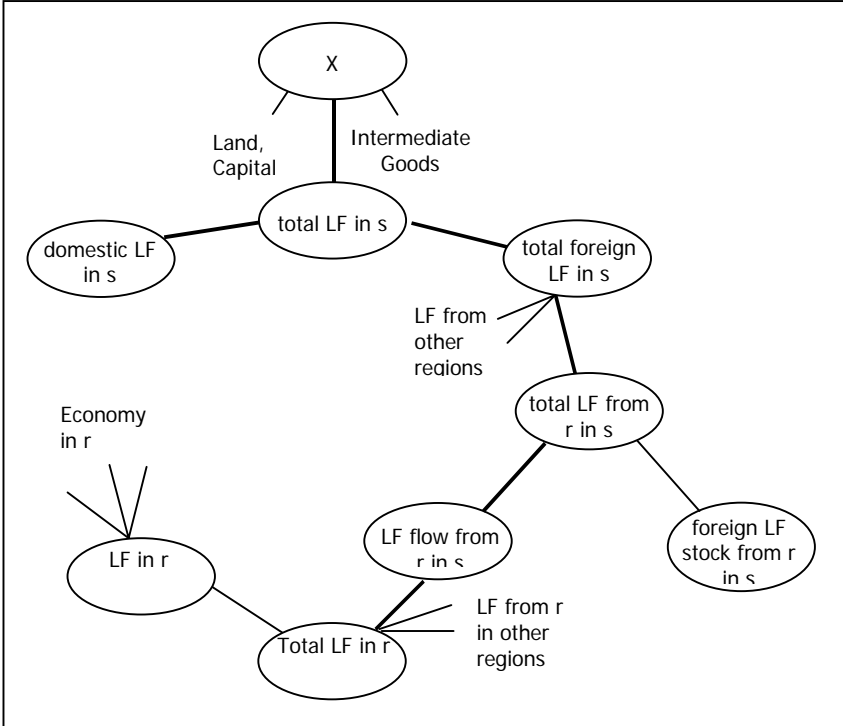 X
Land,
Capital
Intermediate
Goods
total LF in s
domestic LF
in s
total foreign
LF in s
LF from
other
regions
total LF from
r in s
Economy
in r
LF in r
LF flow from
r in s
foreign LF
stock from r
in s
Total LF in r
LF from r
in other
regions